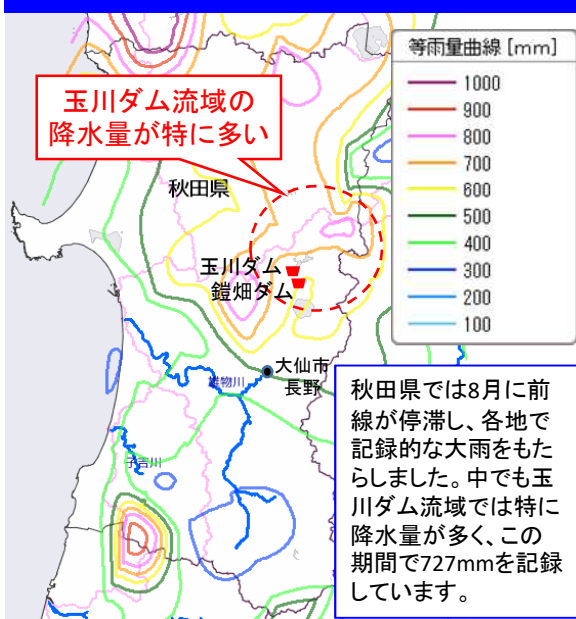 等雨量曲線 [mm]
1000
900
800
700
600
500
400
300
200
100
玉川ダム流域の
降水量が特に多い
秋田県
玉川ダム
鎧畑ダム
大仙市
長野
雄物川
子吉川
秋田県では8月に前
線が停滞し、各地で
記録的な大雨をもた
らしました。中でも玉
川ダム流域では特に
降水量が多く、この
期間で727mmを記録
しています。